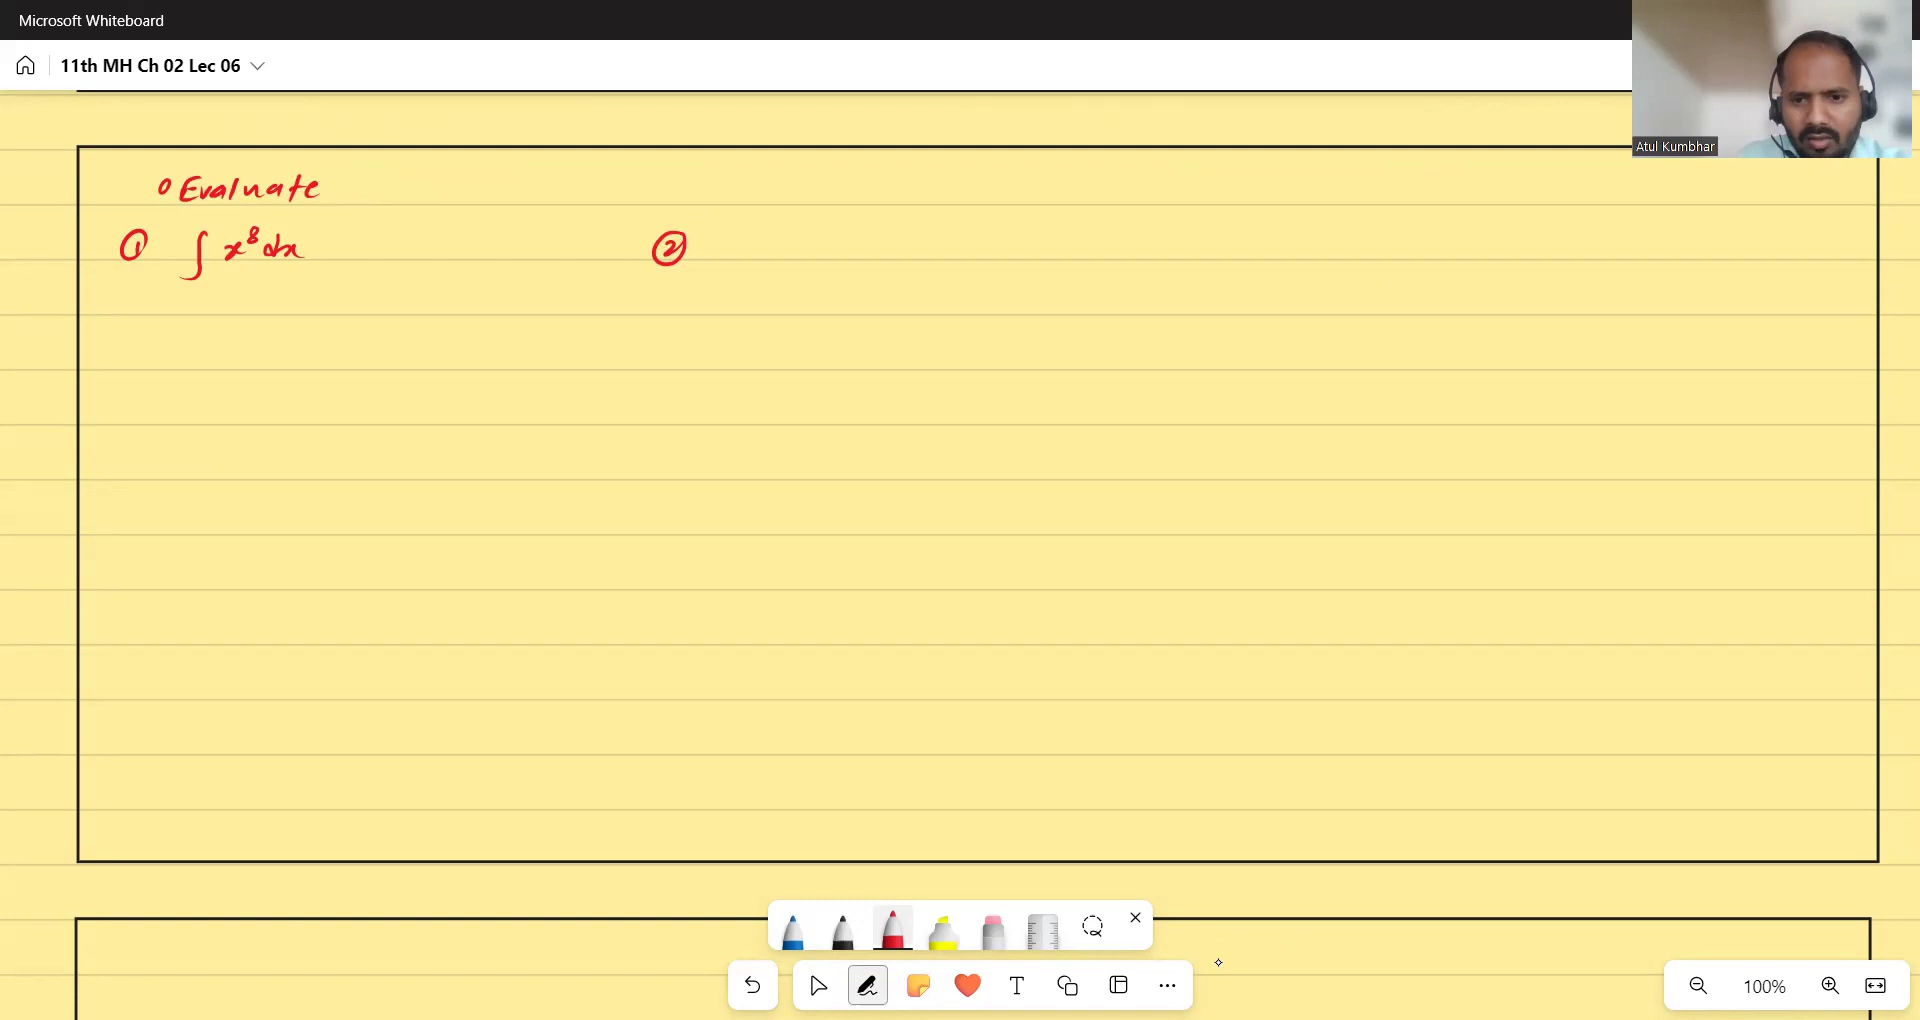 Microsoft Whiteboard
11th MH Ch 02 Lec 06
Atul Kumbhar
Evaluate
① ∫ x⁸ dx ②
100%